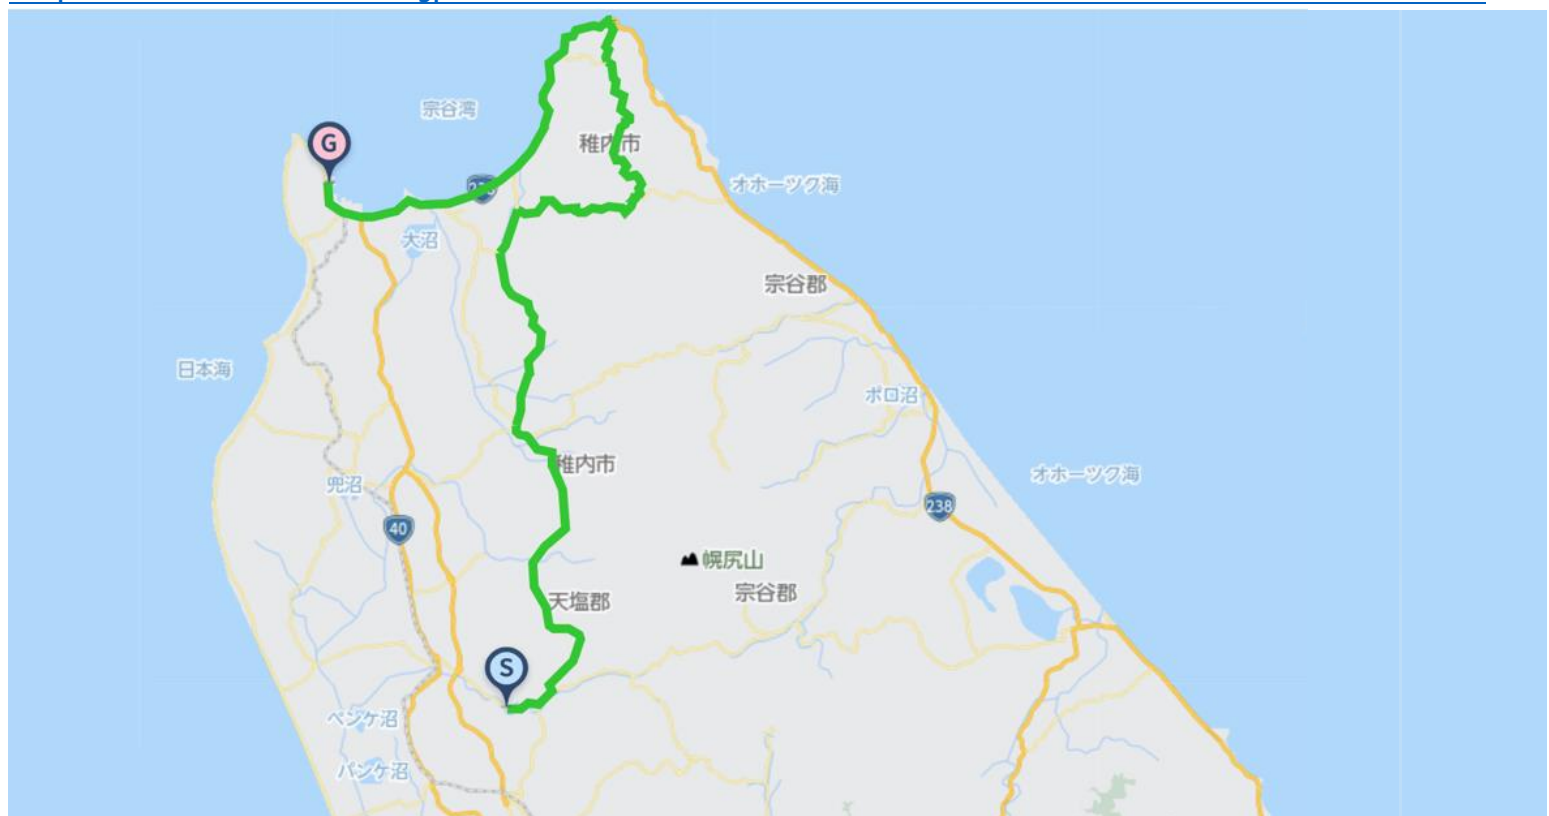 宗谷湾
G
稚内市
238
オホーツク海
大沼
宗谷郡
日本海
ポロ沼
稚内市
オホーツク海
兜沼
238
40
幌尻山
宗谷郡
天塩郡
S
ペンケ沼
パンケ沼